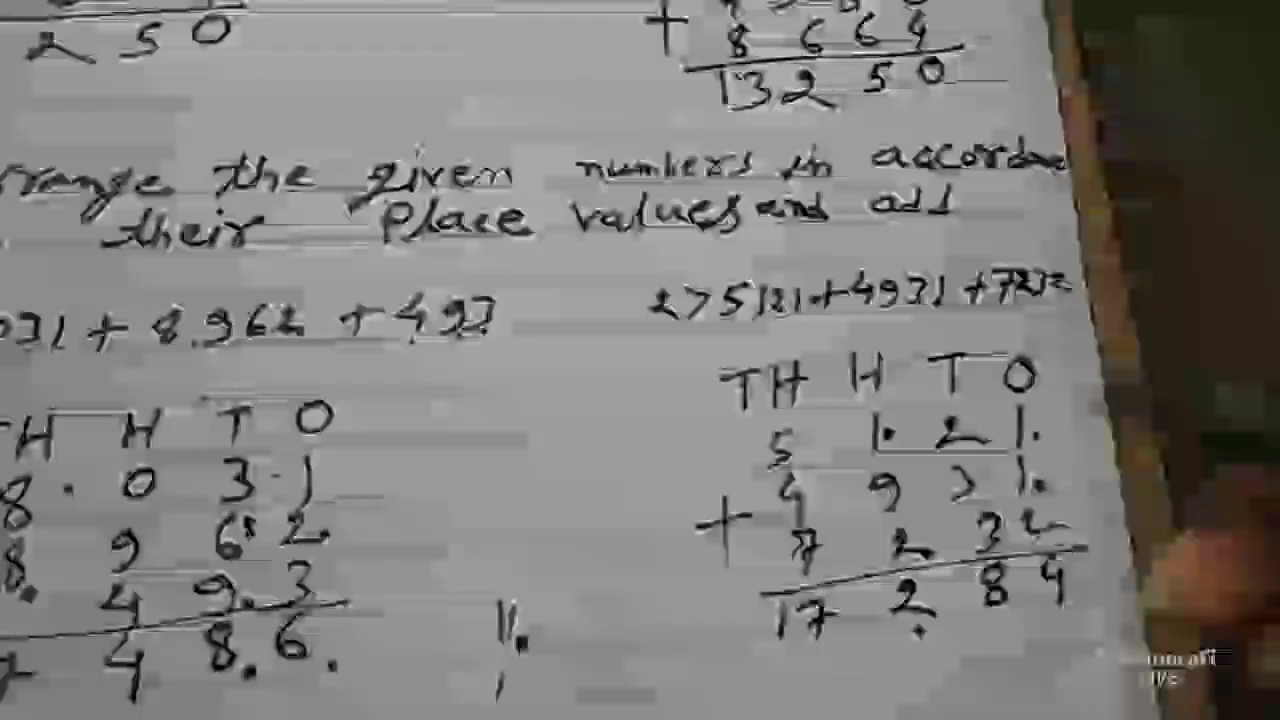 250
+ 8664
13250
range the given numbers in accordance
their Place values and add
031 + 8962 + 493
275121 + 4931 + 7232
TH H T O
8 0 3 1
8 9 6 2
4 9 3
4 8 6
TH H T O
5 1 2 1
4 9 3 1
+ 7 2 3 2
17 2 8 4